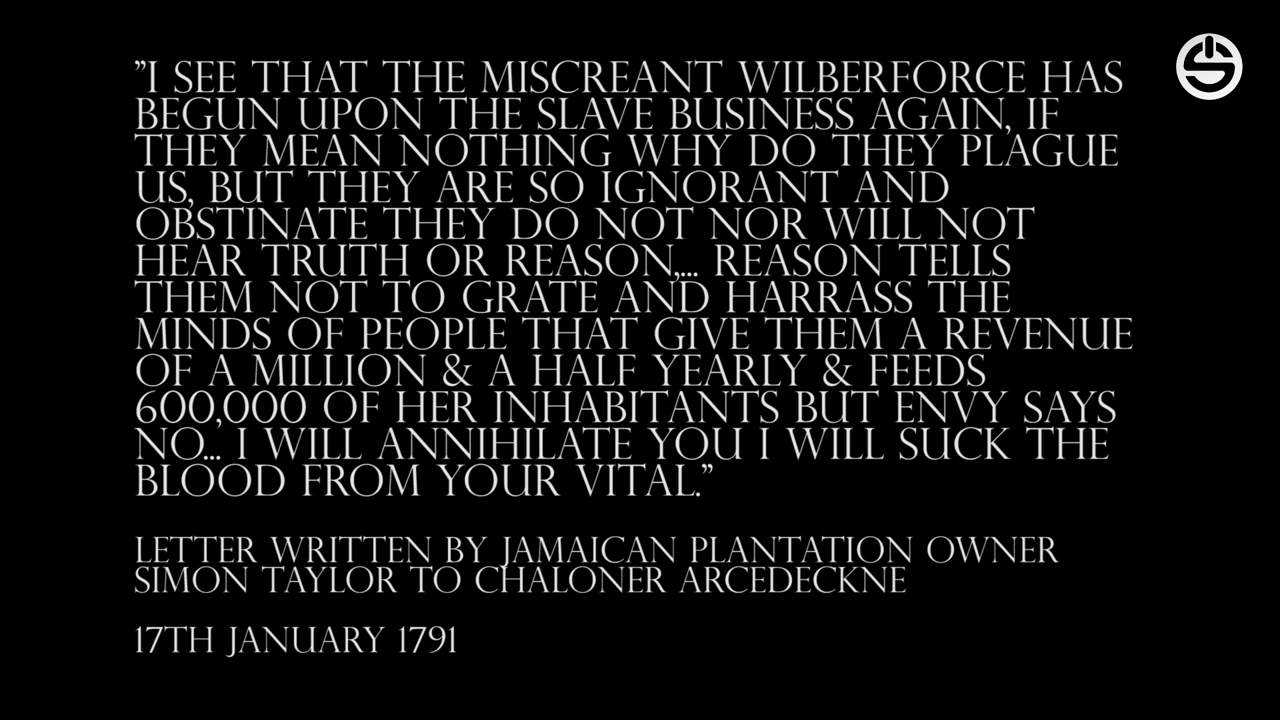 ”I SEE THAT THE MISCREANT WILBERFORCE HAS
BEGUN UPON THE SLAVE BUSINESS AGAIN, IF
THEY MEAN NOTHING WHY DO THEY PLAGUE
US, BUT THEY ARE SO IGNORANT AND
OBSTINATE THEY DO NOT NOR WILL NOT
HEAR TRUTH OR REASON,... REASON TELLS
THEM NOT TO GRATE AND HARRASS THE
MINDS OF PEOPLE THAT GIVE THEM A REVENUE
OF A MILLION & A HALF YEARLY & FEEDS
600,000 OF HER INHABITANTS BUT ENVY SAYS
NO... I WILL ANNIHILATE YOU I WILL SUCK THE
BLOOD FROM YOUR VITAL.”
LETTER WRITTEN BY JAMAICAN PLANTATION OWNER
SIMON TAYLOR TO CHALONER ARCEDECKNE
17TH JANUARY 1791